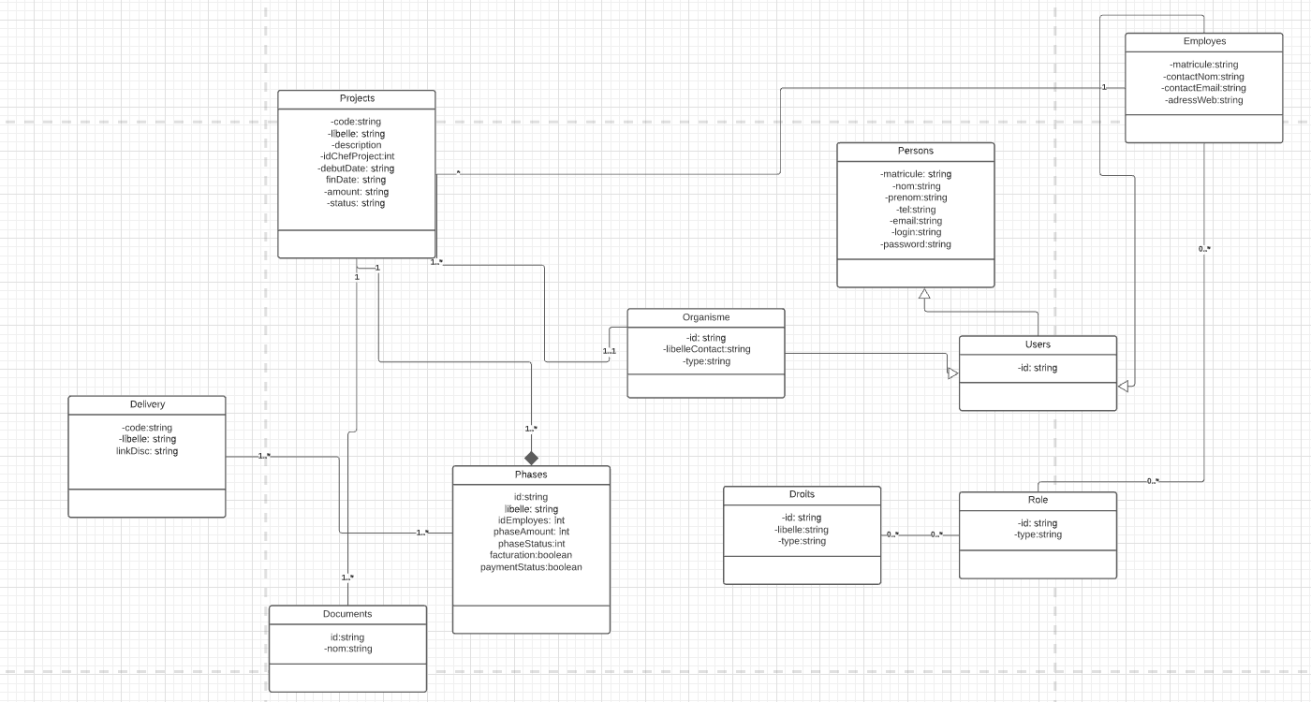 Employes
-matricule:string
-contactNom:string
-contactEmail:string
-adressWeb:string
1
Projects
-code:string
-libelle: string
-description
-idChefProject:int
-debutDate: string
finDate: string
-amount: string
-status: string
*
Persons
-matricule: string
-nom:string
-prenom:string
-tel:string
-email:string
-login:string
-password:string
0..*
1..*
1
1
Organisme
-id: string
-libelleContact:string
-type:string
1..1
Users
-id: string
Delivery
-code:string
-libelle: string
linkDisc: string
1..*
1..*
Phases
id:string
libelle: string
idEmployes: int
phaseAmount: int
phaseStatus:int
facturation:boolean
paymentStatus:boolean
1..*
Droits
-id: string
-libelle:string
-type:string
0..*
0..*
Role
-id: string
-type:string
0..*
1..*
Documents
id:string
-nom:string